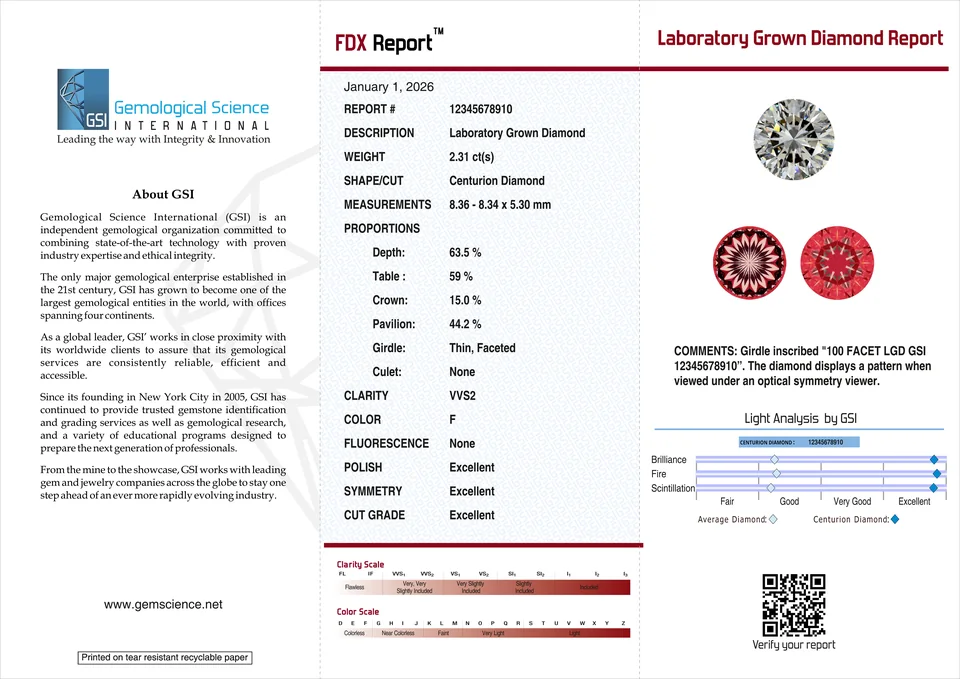 GSI
Gemological Science
INTERNATIONAL
Leading the way with Integrity & Innovation
About GSI
Gemological Science International (GSI) is an
independent gemological organization committed to
combining state-of-the-art technology with proven
industry expertise and ethical integrity.
The only major gemological enterprise established in
the 21st century, GSI has grown to become one of the
largest gemological entities in the world, with offices
spanning four continents.
As a global leader, GSI' works in close proximity with
its worldwide clients to assure that its gemological
services are consistently reliable, efficient and
accessible.
Since its founding in New York City in 2005, GSI has
continued to provide trusted gemstone identification
and grading services as well as gemological research,
and a variety of educational programs designed to
prepare the next generation of professionals.
From the mine to the showcase, GSI works with leading
gem and jewelry companies across the globe to stay one
step ahead of an ever more rapidly evolving industry.
www.gemscience.net
Printed on tear resistant recyclable paper
FDX Report™
January 1, 2026
REPORT # 12345678910
DESCRIPTION Laboratory Grown Diamond
WEIGHT 2.31 ct(s)
SHAPE/CUT Centurion Diamond
MEASUREMENTS 8.36 - 8.34 x 5.30 mm
PROPORTIONS
Depth: 63.5 %
Table : 59 %
Crown: 15.0 %
Pavilion: 44.2 %
Girdle: Thin, Faceted
Culet: None
CLARITY VVS2
COLOR F
FLUORESCENCE None
POLISH Excellent
SYMMETRY Excellent
CUT GRADE Excellent
Clarity Scale
FL IF VVS1 VVS2 VS1 VS2 SI1 SI2 I1 I2 I3
Flawless Very, Very Slightly Included Very Slightly Included Slightly Included Included
Color Scale
D E F G H I J K L M N O P Q R S T U V W X Y Z
Colorless Near Colorless Faint Very Light Light
Laboratory Grown Diamond Report
COMMENTS: Girdle inscribed "100 FACET LGD GSI
12345678910”. The diamond displays a pattern when
viewed under an optical symmetry viewer.
Light Analysis by GSI
CENTURION DIAMOND : 12345678910
Brilliance
Fire
Scintillation
Fair Good Very Good Excellent
Average Diamond: Centurion Diamond:
Verify your report